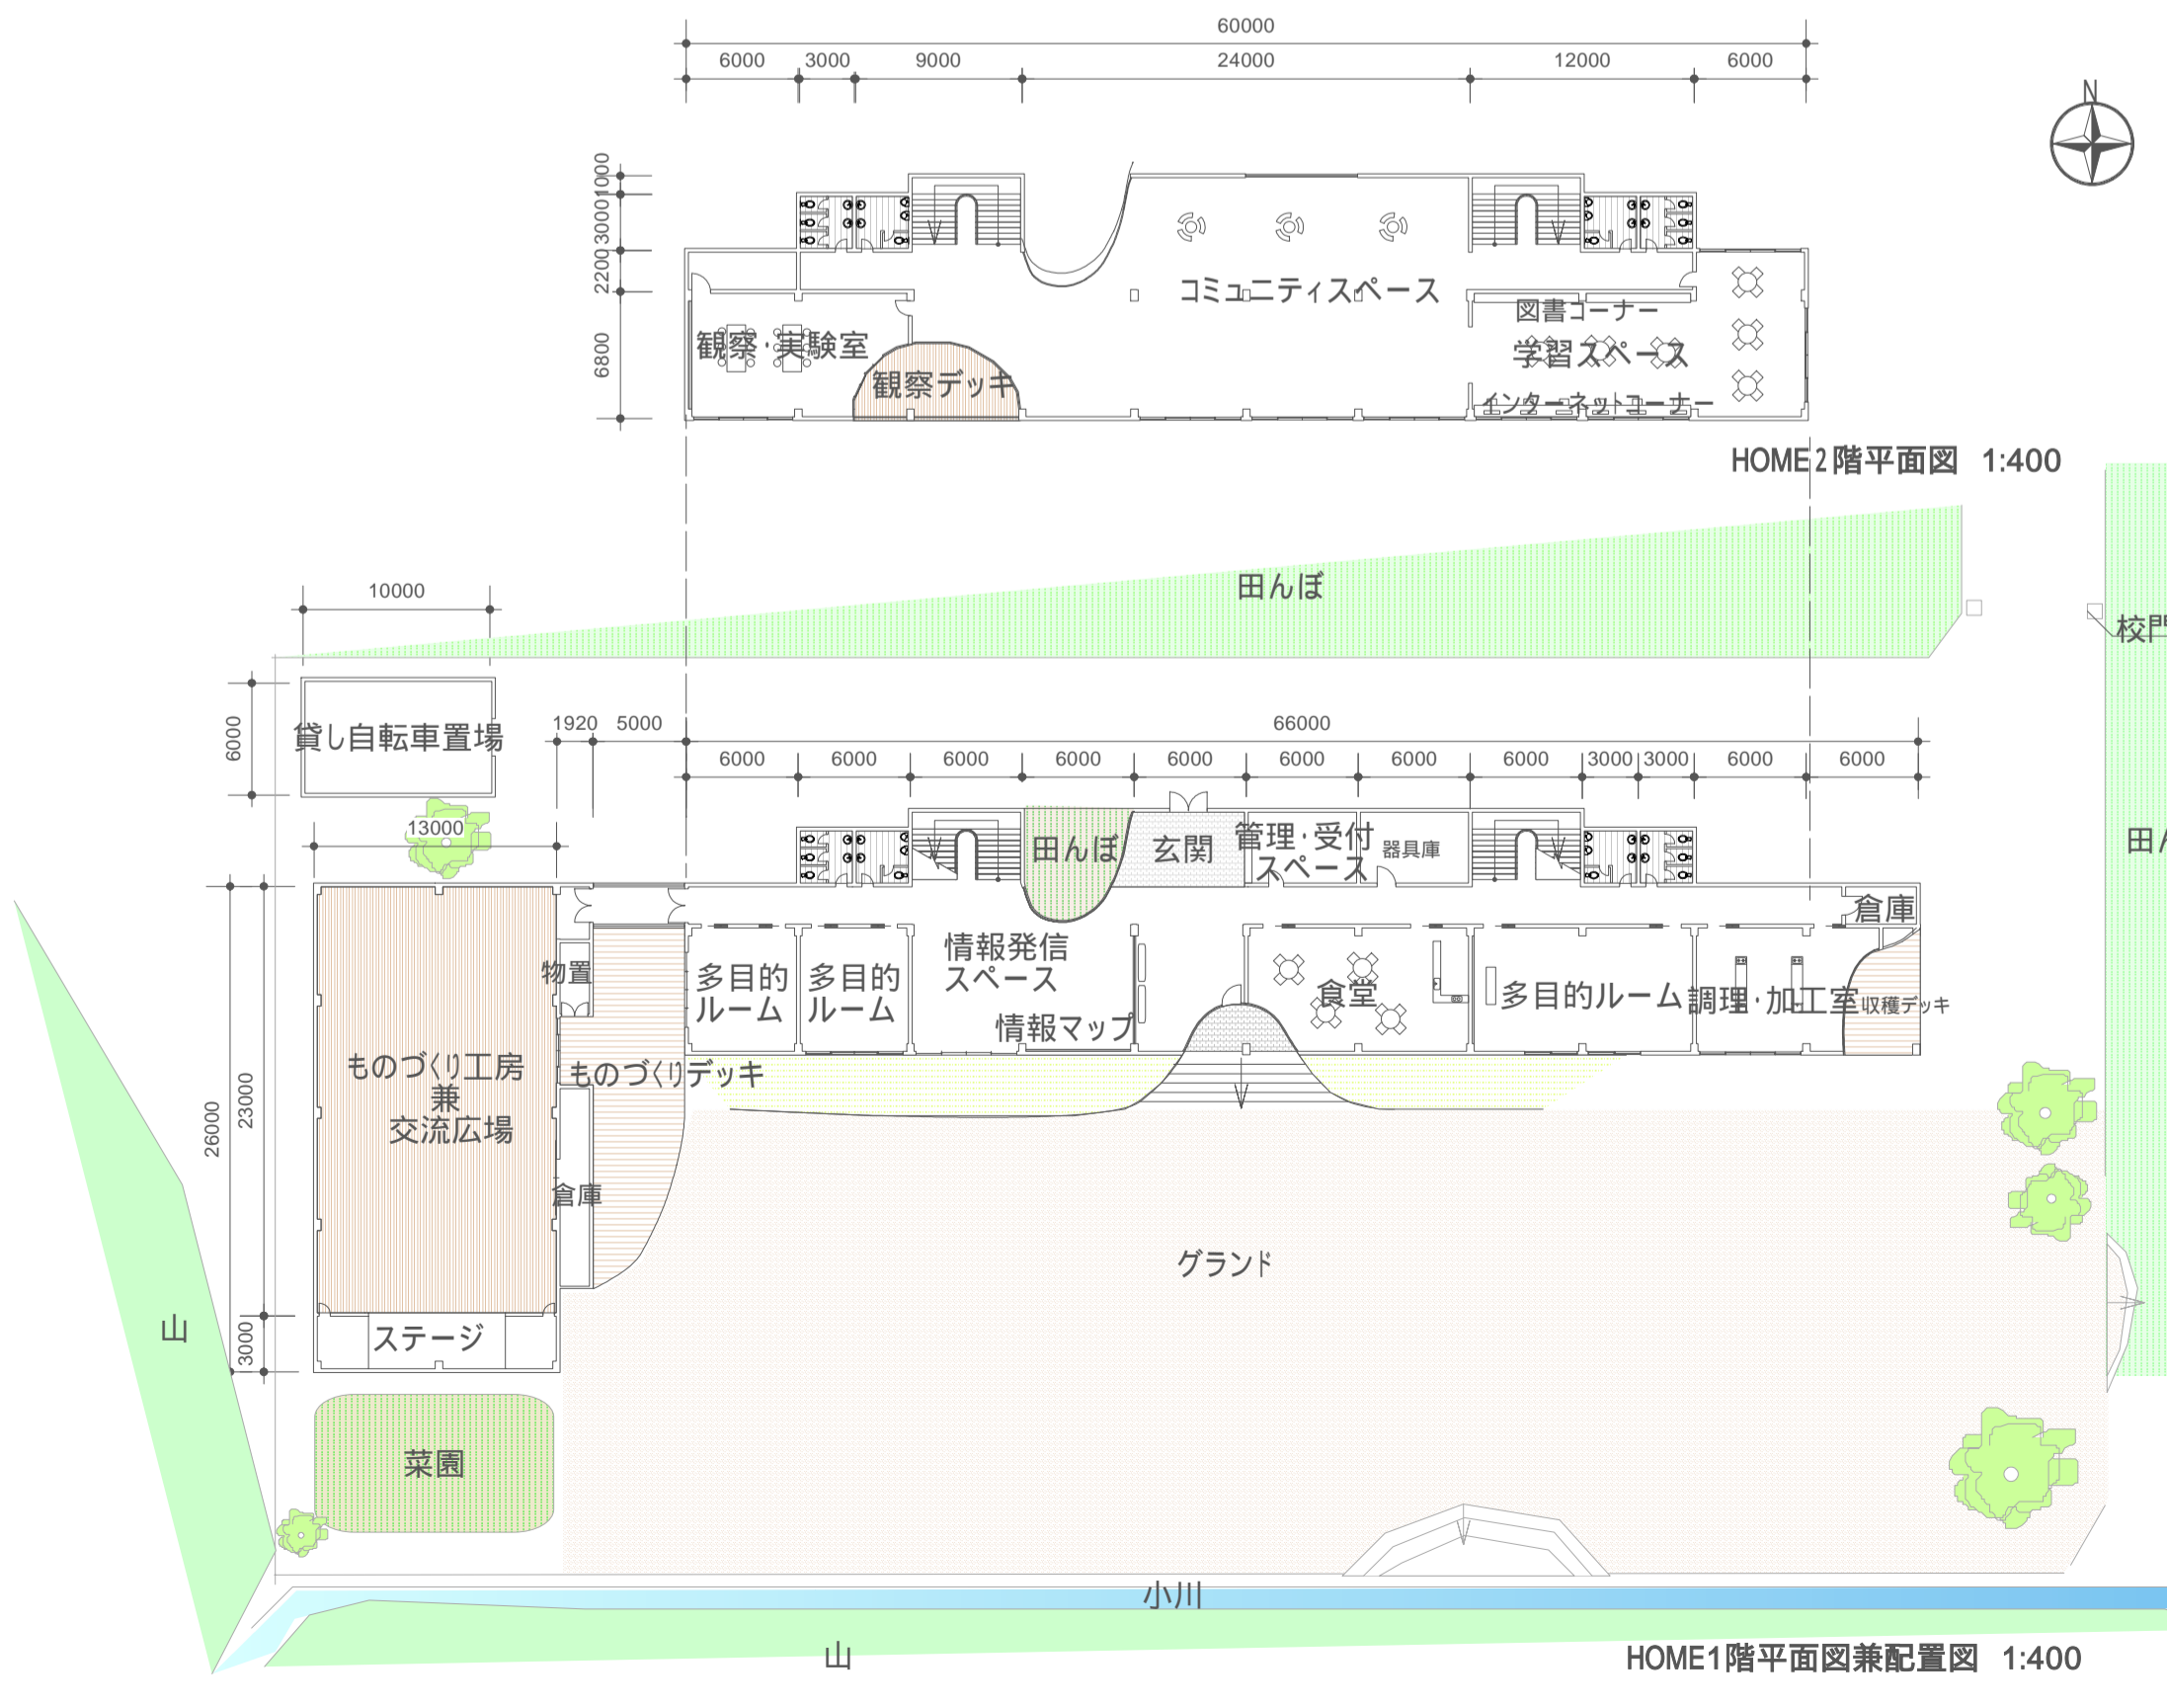 60000
6000 3000 9000 24000 12000 6000
N
1000
3000
2200
6800
コミュニティスペース
図書コーナー
観察・実験室
学習スペース
観察デッキ
インターネットコーナー
HOME2階平面図 1:400
田んぼ
10000
校門
6000
貸し自転車置場
1920 5000 66000
6000 6000 6000 6000 6000 6000 6000 6000 3000 3000 6000 6000
13000
田んぼ
玄関
管理・受付
スペース
器具庫
倉庫
物置
多目的
ルーム
多目的
ルーム
情報発信
スペース
情報マップ
食堂
多目的ルーム
調理・加工室
収穫デッキ
ものづくり工房
兼
交流広場
ものづくりデッキ
26000
23000
倉庫
グランド
山
3000
ステージ
菜園
小川
山
HOME1階平面図兼配置図 1:400